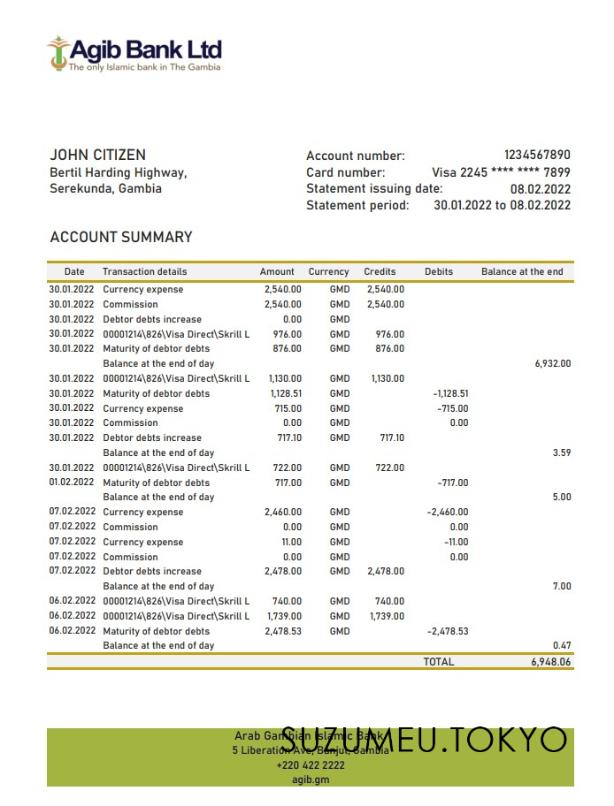 Agib Bank Ltd
The only Islamic bank in The Gambia
JOHN CITIZEN
Bertil Harding Highway,
Serekunda, Gambia
Account number: 1234567890
Card number: Visa 2245 **** **** 7899
Statement issuing date: 08.02.2022
Statement period: 30.01.2022 to 08.02.2022
ACCOUNT SUMMARY
Date Transaction details Amount Currency Credits Debits Balance at the end
30.01.2022 Currency expense 2,540.00 GMD 2,540.00
30.01.2022 Commission 2,540.00 GMD 2,540.00
30.01.2022 Debtor debts increase 0.00 GMD
30.01.2022 00001214\826\Visa Direct\Skrill L 976.00 GMD 976.00
30.01.2022 Maturity of debtor debts 876.00 GMD 876.00
Balance at the end of day 6,932.00
30.01.2022 00001214\826\Visa Direct\Skrill L 1,130.00 GMD 1,130.00
30.01.2022 Maturity of debtor debts 1,128.51 GMD -1,128.51
30.01.2022 Currency expense 715.00 GMD -715.00
30.01.2022 Commission 0.00 GMD 0.00
30.01.2022 Debtor debts increase 717.10 GMD 717.10
Balance at the end of day 3.59
30.01.2022 00001214\826\Visa Direct\Skrill L 722.00 GMD 722.00
01.02.2022 Maturity of debtor debts 717.00 GMD -717.00
Balance at the end of day 5.00
07.02.2022 Currency expense 2,460.00 GMD -2,460.00
07.02.2022 Commission 0.00 GMD 0.00
07.02.2022 Currency expense 11.00 GMD -11.00
07.02.2022 Commission 0.00 GMD 0.00
07.02.2022 Debtor debts increase 2,478.00 GMD 2,478.00
Balance at the end of day 7.00
06.02.2022 00001214\826\Visa Direct\Skrill L 740.00 GMD 740.00
06.02.2022 00001214\826\Visa Direct\Skrill L 1,739.00 GMD 1,739.00
06.02.2022 Maturity of debtor debts 2,478.53 GMD -2,478.53
Balance at the end of day 0.47
TOTAL 6,948.06
Arab Gambian Islamic Bank
SUZUMEU.TOKYO
5 Liberation Ave, Banjul, Gambia
+220 422 2222
agib.gm